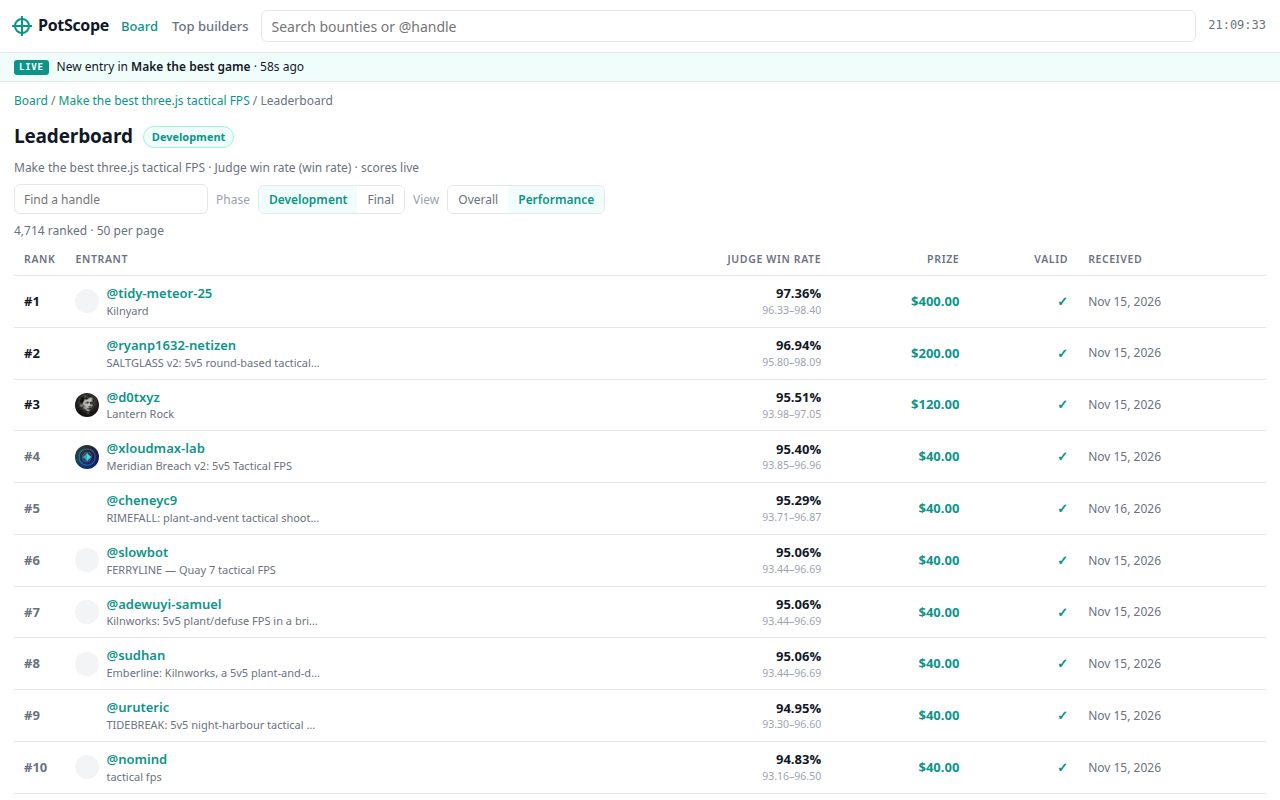 PotScope Board Top builders Search bounties or @handle 21:09:33
LIVE New entry in Make the best game · 58s ago
Board / Make the best three.js tactical FPS / Leaderboard
Leaderboard Development
Make the best three.js tactical FPS · Judge win rate (win rate) · scores live
Find a handle Phase Development Final View Overall Performance
4,714 ranked · 50 per page
RANK ENTRANT JUDGE WIN RATE PRIZE VALID RECEIVED
#1 @tidy-meteor-25 97.36% $400.00 ✓ Nov 15, 2026
Kilnyard 96.33–98.40
#2 @ryanp1632-netizen 96.94% $200.00 ✓ Nov 15, 2026
SALTGLASS v2: 5v5 round-based tactical... 95.80–98.09
#3 @d0txyz 95.51% $120.00 ✓ Nov 15, 2026
Lantern Rock 93.98–97.05
#4 @xloudmax-lab 95.40% $40.00 ✓ Nov 15, 2026
Meridian Breach v2: 5v5 Tactical FPS 93.85–96.96
#5 @cheneyc9 95.29% $40.00 ✓ Nov 16, 2026
RIMEFALL: plant-and-vent tactical shoot... 93.71–96.87
#6 @slowbot 95.06% $40.00 ✓ Nov 15, 2026
FERRYLINE — Quay 7 tactical FPS 93.44–96.69
#7 @adewuyi-samuel 95.06% $40.00 ✓ Nov 15, 2026
Kilnworks: 5v5 plant/defuse FPS in a bri... 93.44–96.69
#8 @sudhan 95.06% $40.00 ✓ Nov 15, 2026
Emberline: Kilnworks, a 5v5 plant-and-d... 93.44–96.69
#9 @uruteric 94.95% $40.00 ✓ Nov 15, 2026
TIDEBREAK: 5v5 night-harbour tactical ... 93.30–96.60
#10 @nomind 94.83% $40.00 ✓ Nov 15, 2026
tactical fps 93.16–96.50